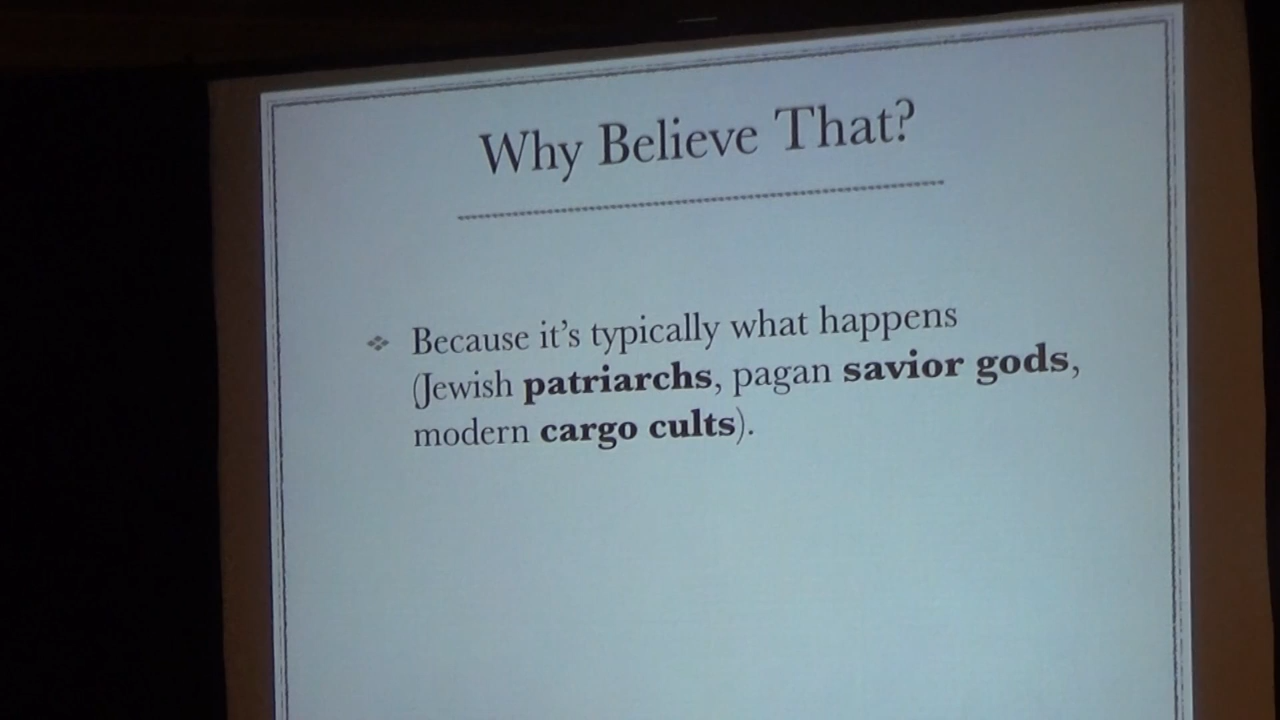 Why Believe That?
Because it's typically what happens
(Jewish patriarchs, pagan savior gods,
modern cargo cults).